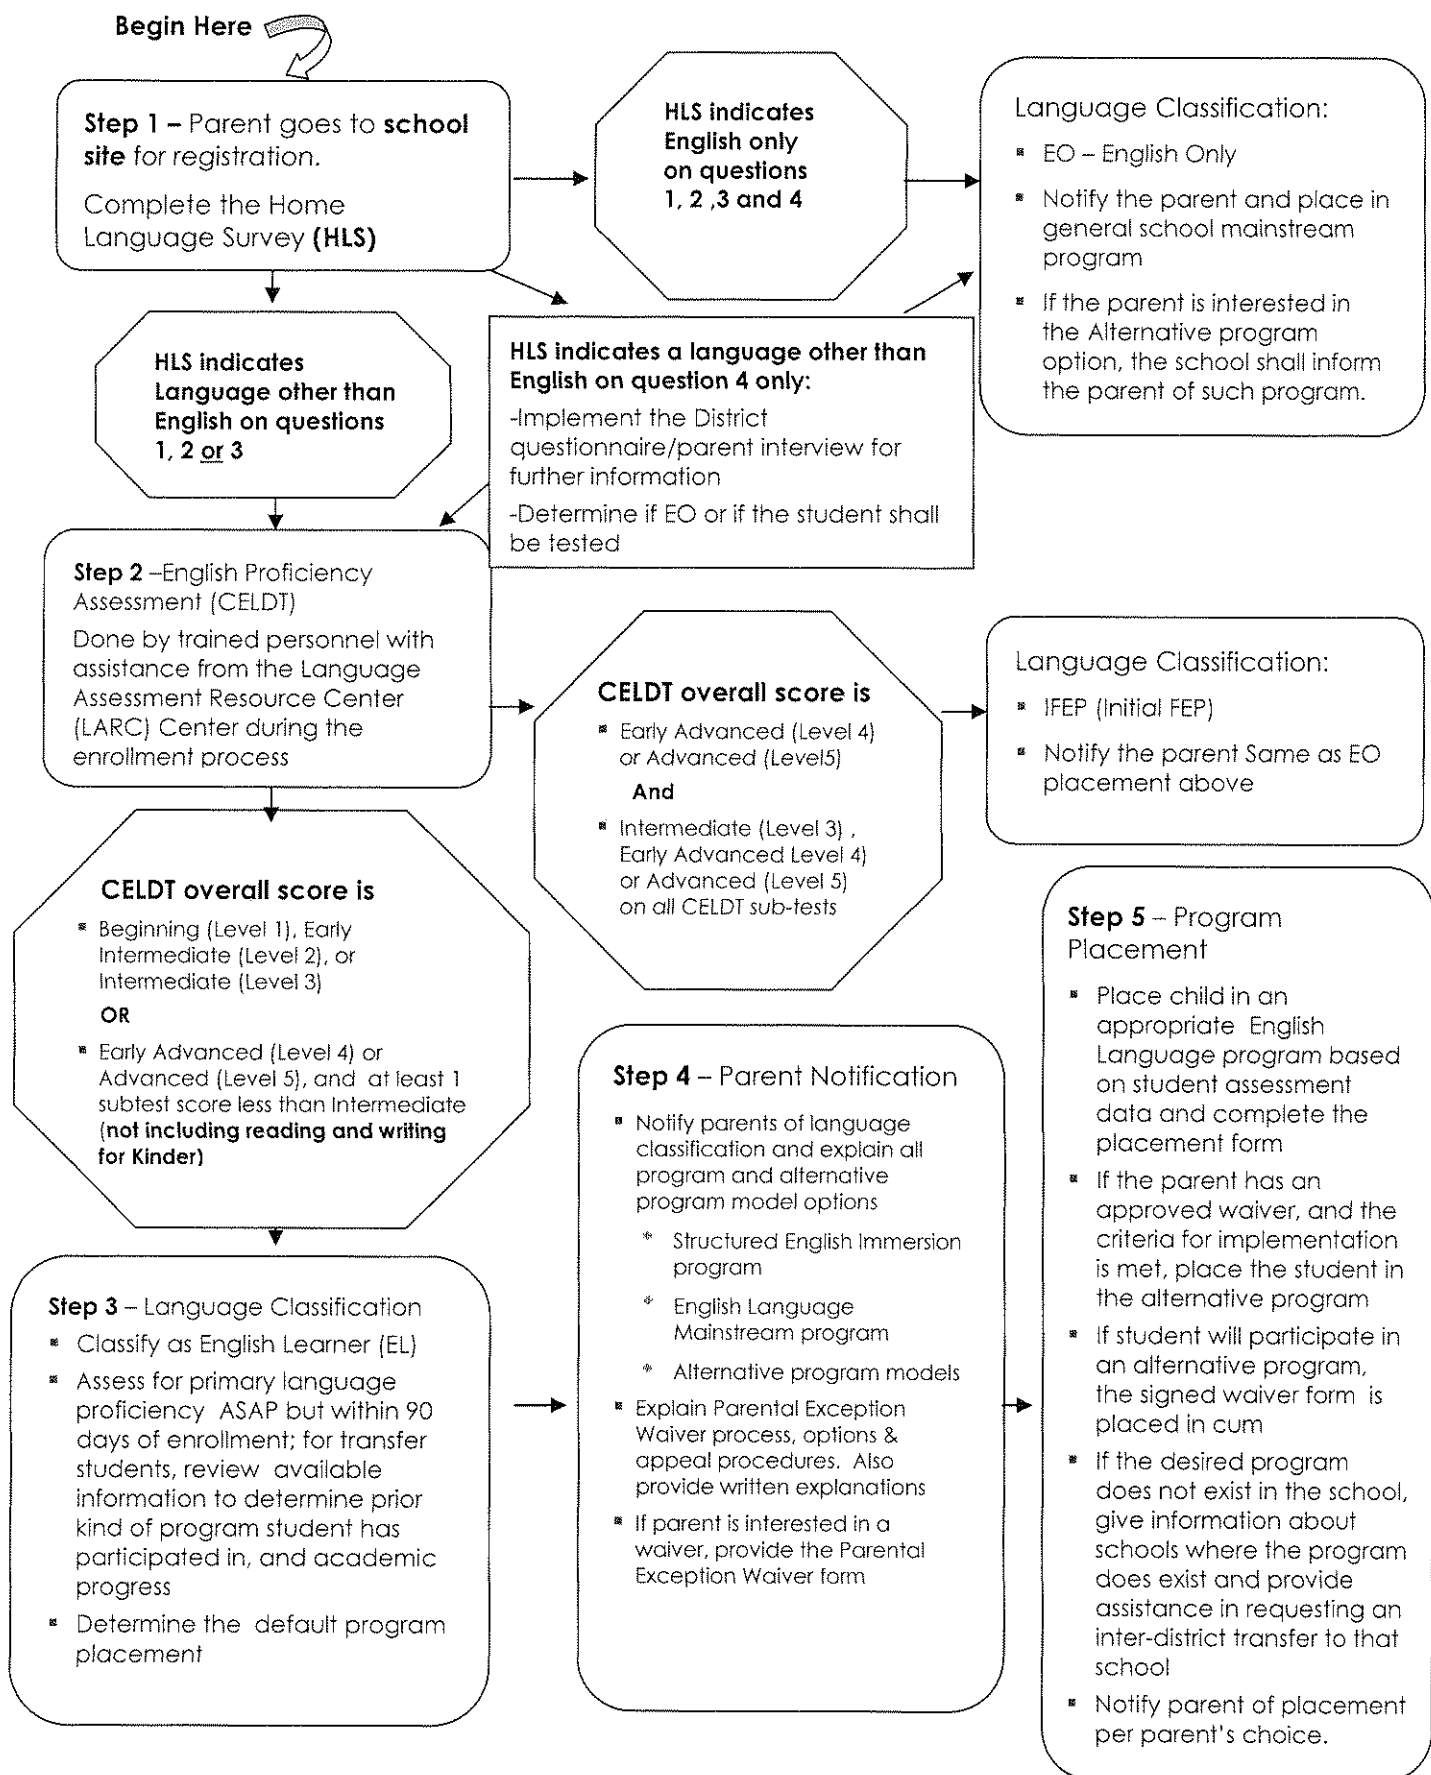 Begin Here
Step 1 – Parent goes to school
site for registration.
Complete the Home
Language Survey (HLS)
HLS indicates
English only
on questions
1, 2 ,3 and 4
Language Classification:
▪ EO – English Only
▪ Notify the parent and place in
general school mainstream
program
▪ If the parent is interested in
the Alternative program
option, the school shall inform
the parent of such program.
HLS indicates
Language other than
English on questions
1, 2 or 3
HLS indicates a language other than
English on question 4 only:
-Implement the District
questionnaire/parent interview for
further information
-Determine if EO or if the student shall
be tested
Step 2 –English Proficiency
Assessment (CELDT)
Done by trained personnel with
assistance from the Language
Assessment Resource Center
(LARC) Center during the
enrollment process
CELDT overall score is
▪ Early Advanced (Level 4)
or Advanced (Level5)
And
▪ Intermediate (Level 3) ,
Early Advanced Level 4)
or Advanced (Level 5)
on all CELDT sub-tests
Language Classification:
▪ IFEP (Initial FEP)
▪ Notify the parent Same as EO
placement above
CELDT overall score is
▪ Beginning (Level 1), Early
Intermediate (Level 2), or
Intermediate (Level 3)
OR
▪ Early Advanced (Level 4) or
Advanced (Level 5), and at least 1
subtest score less than Intermediate
(not including reading and writing
for Kinder)
Step 3 – Language Classification
▪ Classify as English Learner (EL)
▪ Assess for primary language
proficiency ASAP but within 90
days of enrollment; for transfer
students, review available
information to determine prior
kind of program student has
participated in, and academic
progress
▪ Determine the default program
placement
Step 4 – Parent Notification
▪ Notify parents of language
classification and explain all
program and alternative
program model options
* Structured English Immersion
program
* English Language
Mainstream program
* Alternative program models
▪ Explain Parental Exception
Waiver process, options &
appeal procedures. Also
provide written explanations
▪ If parent is interested in a
waiver, provide the Parental
Exception Waiver form
Step 5 – Program
Placement
▪ Place child in an
appropriate English
Language program based
on student assessment
data and complete the
placement form
▪ If the parent has an
approved waiver, and the
criteria for implementation
is met, place the student in
the alternative program
▪ If student will participate in
an alternative program,
the signed waiver form is
placed in cum
▪ If the desired program
does not exist in the school,
give information about
schools where the program
does exist and provide
assistance in requesting an
inter-district transfer to that
school
▪ Notify parent of placement
per parent's choice.